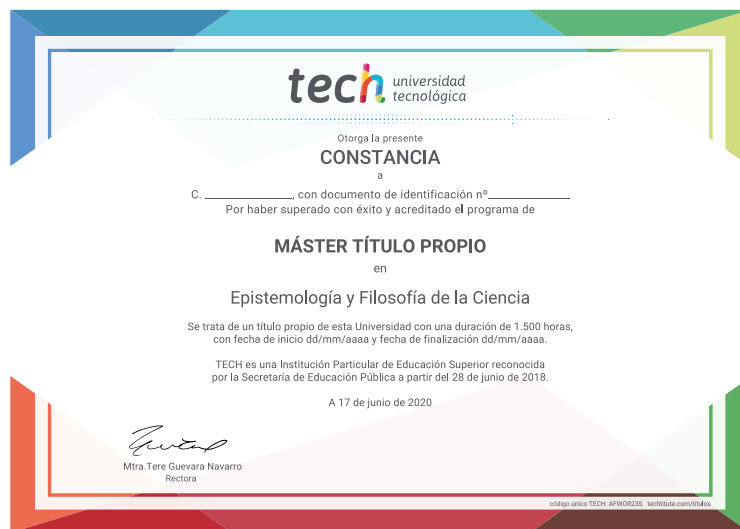 tech universidad
tecnológica
Otorga la presente
CONSTANCIA
a
C. ______________, con documento de identificación nº______________
Por haber superado con éxito y acreditado el programa de
MÁSTER TÍTULO PROPIO
en
Epistemología y Filosofía de la Ciencia
Se trata de un título propio de esta Universidad con una duración de 1.500 horas,
con fecha de inicio dd/mm/aaaa y fecha de finalización dd/mm/aaaa.
TECH es una Institución Particular de Educación Superior reconocida
por la Secretaría de Educación Pública a partir del 28 de junio de 2018.
A 17 de junio de 2020
Mtra.Tere Guevara Navarro
Rectora
código único TECH: AFWOR23S techtitute.com/titulos